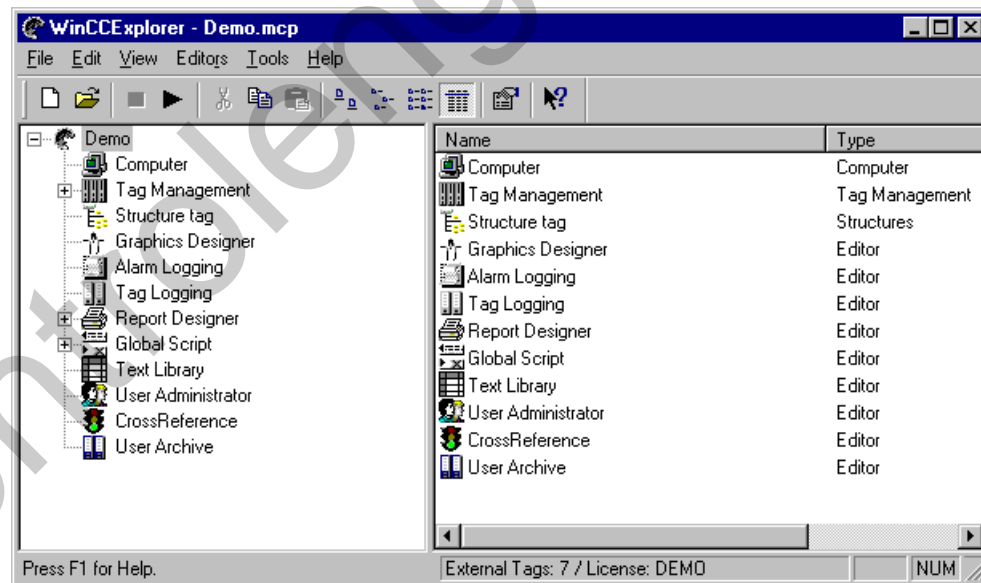 WinCCExplorer - Demo.mcp
File Edit View Editors Tools Help
Demo
Computer
Tag Management
Structure tag
Graphics Designer
Alarm Logging
Tag Logging
Report Designer
Global Script
Text Library
User Administrator
CrossReference
User Archive
Name Type
Computer Computer
Tag Management Tag Management
Structure tag Structures
Graphics Designer Editor
Alarm Logging Editor
Tag Logging Editor
Report Designer Editor
Global Script Editor
Text Library Editor
User Administrator Editor
CrossReference Editor
User Archive Editor
Press F1 for Help. External Tags: 7 / License: DEMO NUM
ntroleng